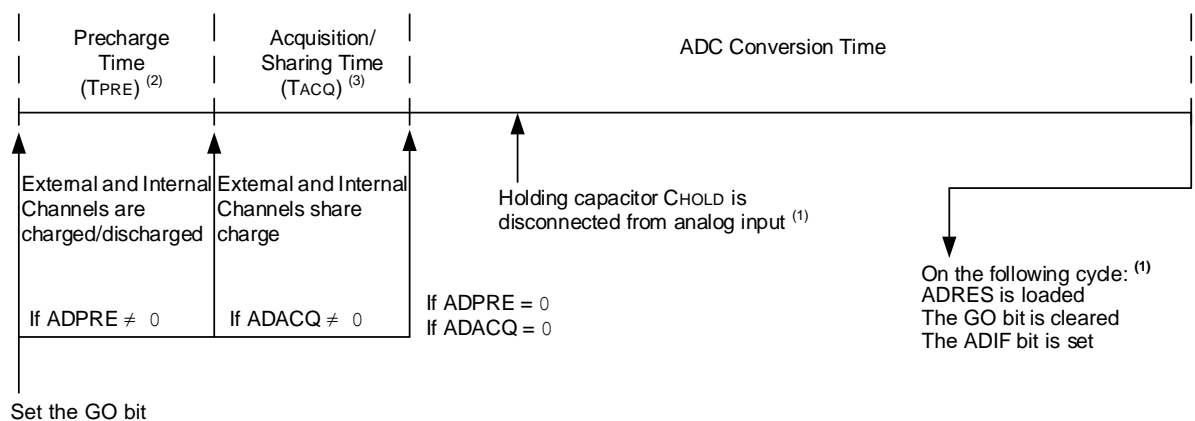 Precharge
Time
(TPRE) (2)
Acquisition/
Sharing Time
(TACQ) (3)
ADC Conversion Time
External and Internal
Channels are
charged/discharged
External and Internal
Channels share
charge
Holding capacitor CHOLD is
disconnected from analog input (1)
If ADPRE ≠ 0
If ADACQ ≠ 0
If ADPRE = 0
If ADACQ = 0
On the following cycle: (1)
ADRES is loaded
The GO bit is cleared
The ADIF bit is set
Set the GO bit